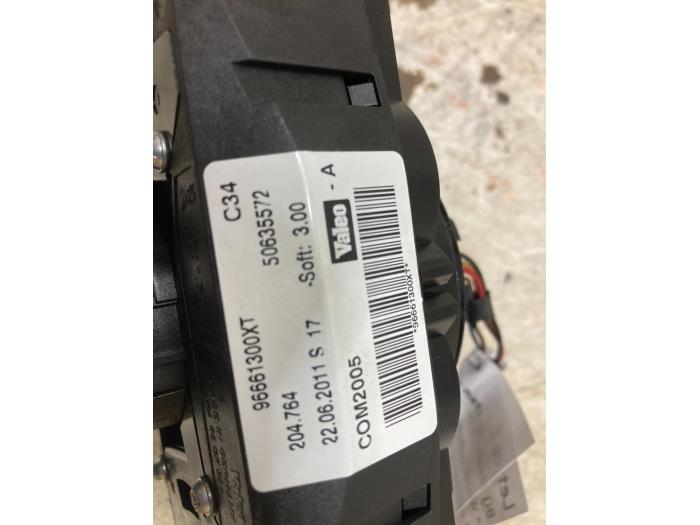 96661300XT C34
204.764 50635572
22.06.2011 S 17 -Soft: 3.00
COM2005 Valeo - A
*96661300XT*